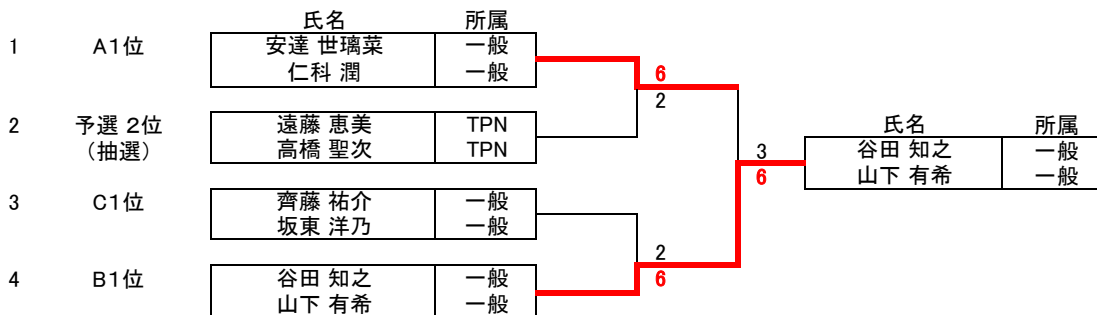 氏名 所属
1 A1位 安達 世璃菜 一般
仁科 潤 一般
6
2
2 予選 2位 遠藤 恵美 TPN
(抽選) 高橋 聖次 TPN
氏名 所属
3 谷田 知之 一般
6 山下 有希 一般
3 C1位 齊藤 祐介 一般
坂東 洋乃 一般
2
6
4 B1位 谷田 知之 一般
山下 有希 一般